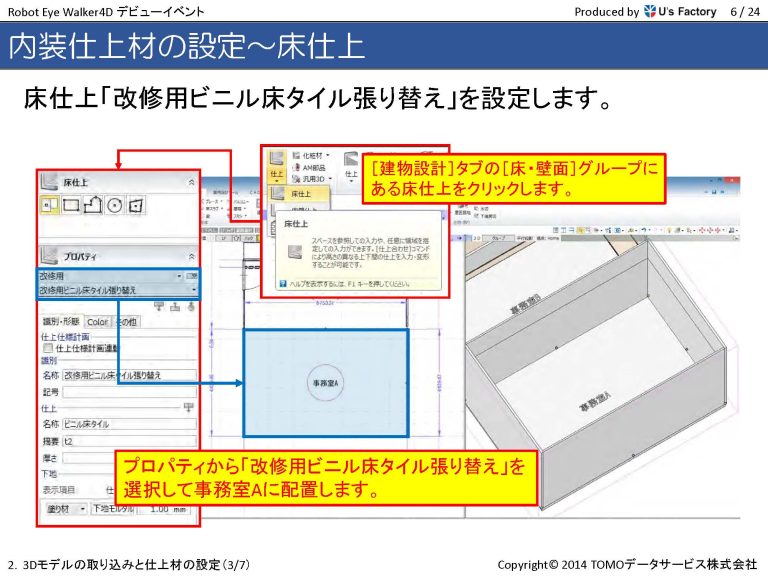 Robot Eye Walker4D デビューイベント
Produced by U's Factory 6 / 24
内装仕上材の設定～床仕上
床仕上「改修用ビニル床タイル張り替え」を設定します。
[建物設計]タブの[床・壁面]グループに
ある床仕上をクリックします。
化粧材
AM部品
汎用3D
仕上
仕上
床仕上
床仕上
スペースを参照しての入力や、任意に領域を指
定しての入力ができます。[仕上合わせ]コマンド
により高さの異なる上下間の仕上を入力・変形
することが可能です。
ヘルプを表示するには、F1 キーを押してください。
床仕上
プロパティ
改修用
改修用ビニル床タイル張り替え
識別・形態 Color その他
仕上仕様計画
仕上仕様計画連動
識別
名称 改修用ビニル床タイル張り替え
記号
仕上
名称 ビニル床タイル
摘要 t2
厚さ
下地
表示項目
塗り材 下地モルタル 1.00 mm
事務室A
事務室B
事務室A
プロパティから「改修用ビニル床タイル張り替え」を
選択して事務室Aに配置します。
2. 3Dモデルの取り込みと仕上材の設定(3/7)
Copyright© 2014 TOMOデータサービス株式会社